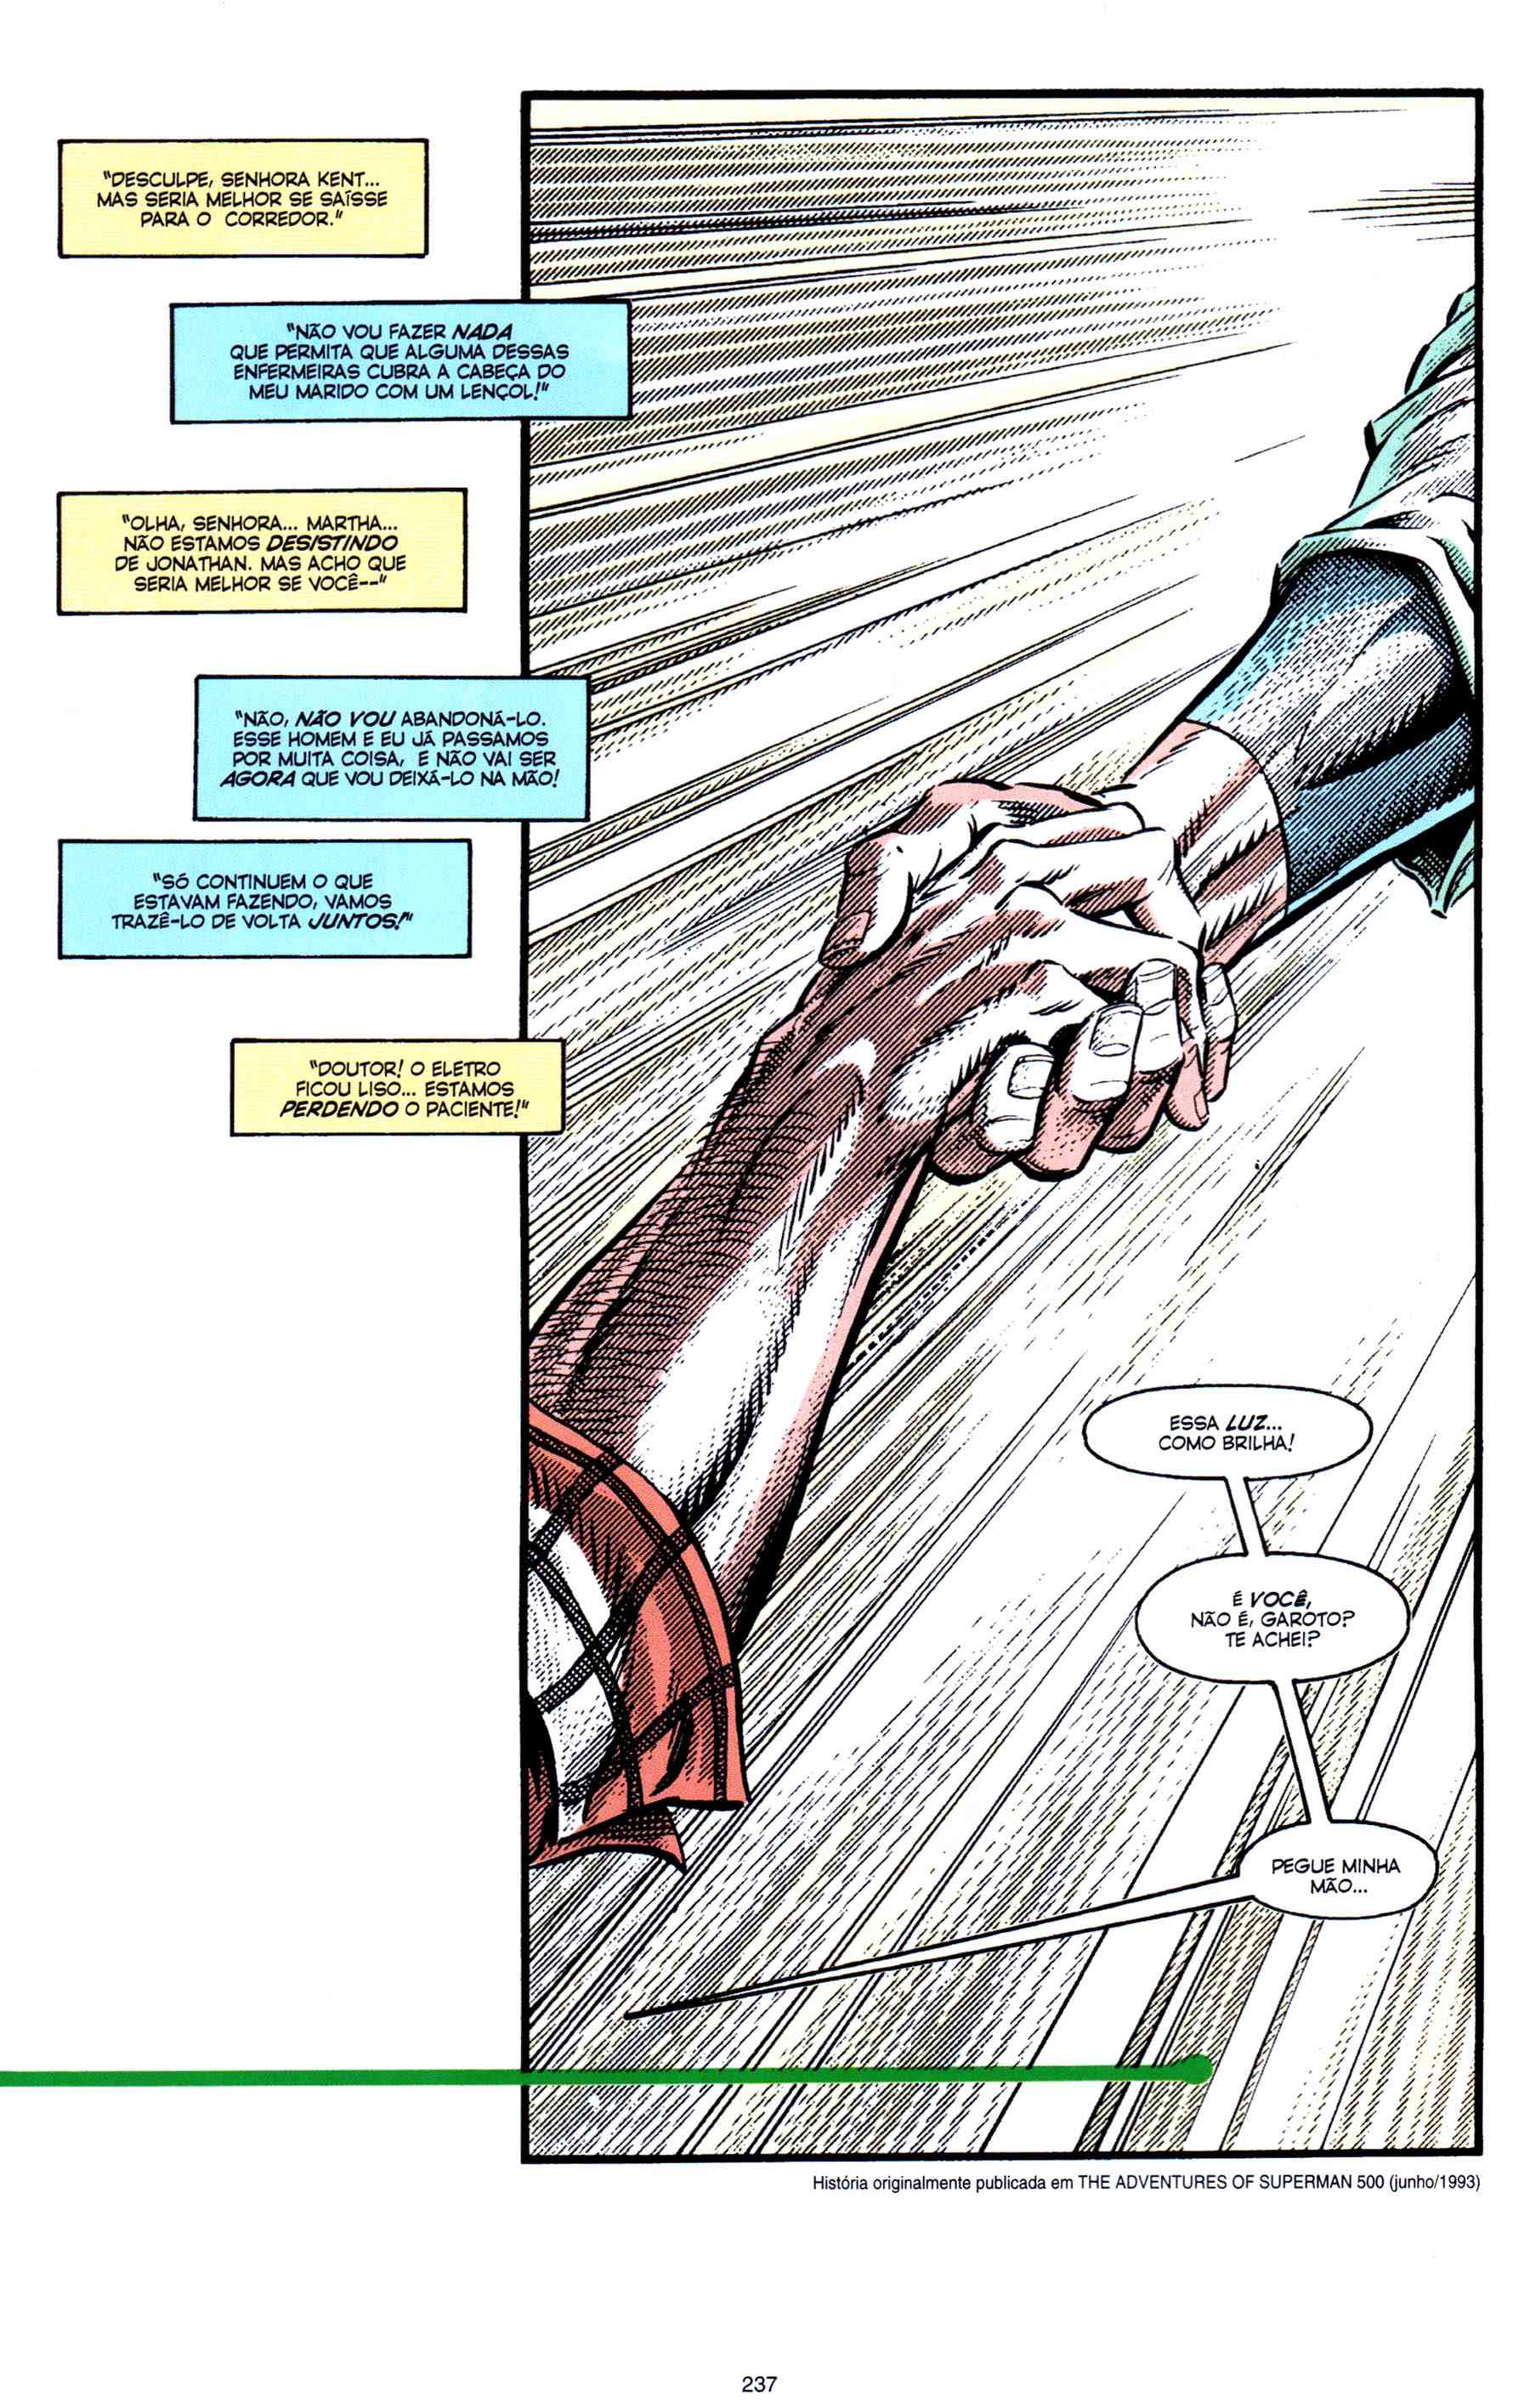 "DESCULPE, SENHORA KENT...
MAS SERIA MELHOR SE SAÍSSE
PARA O CORREDOR."
"NÃO VOU FAZER NADA
QUE PERMITA QUE ALGUMA DESSAS
ENFERMEIRAS CUBRA A CABEÇA DO
MEU MARIDO COM UM LENÇOL!"
"OLHA, SENHORA... MARTHA...
NÃO ESTAMOS DESISTINDO
DE JONATHAN. MAS ACHO QUE
SERIA MELHOR SE VOCÊ--"
"NÃO, NÃO VOU ABANDONÁ-LO.
ESSE HOMEM E EU JÁ PASSAMOS
POR MUITA COISA, E NÃO VAI SER
AGORA QUE VOU DEIXÁ-LO NA MÃO!
"SÓ CONTINUEM O QUE
ESTAVAM FAZENDO, VAMOS
TRAZÊ-LO DE VOLTA JUNTOS!"
"DOUTOR! O ELETRO
FICOU LISO... ESTAMOS
PERDENDO O PACIENTE!"
ESSA LUZ...
COMO BRILHA!
É VOCÊ,
NÃO É, GAROTO?
TE ACHEI?
PEGUE MINHA
MÃO...
História originalmente publicada em THE ADVENTURES OF SUPERMAN 500 (junho/1993)
237